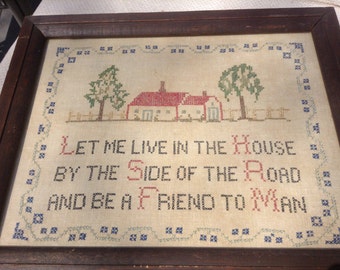 LET ME LIVE IN THE HOUSE
BY THE SIDE OF THE ROAD
AND BE A FRIEND TO MAN